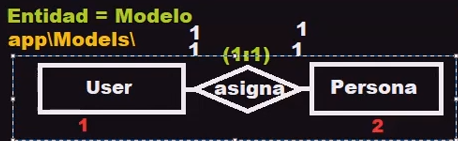 Entidad = Modelo
app\Models\
1 1
1 (1:1) 1
User asigna Persona
1 2